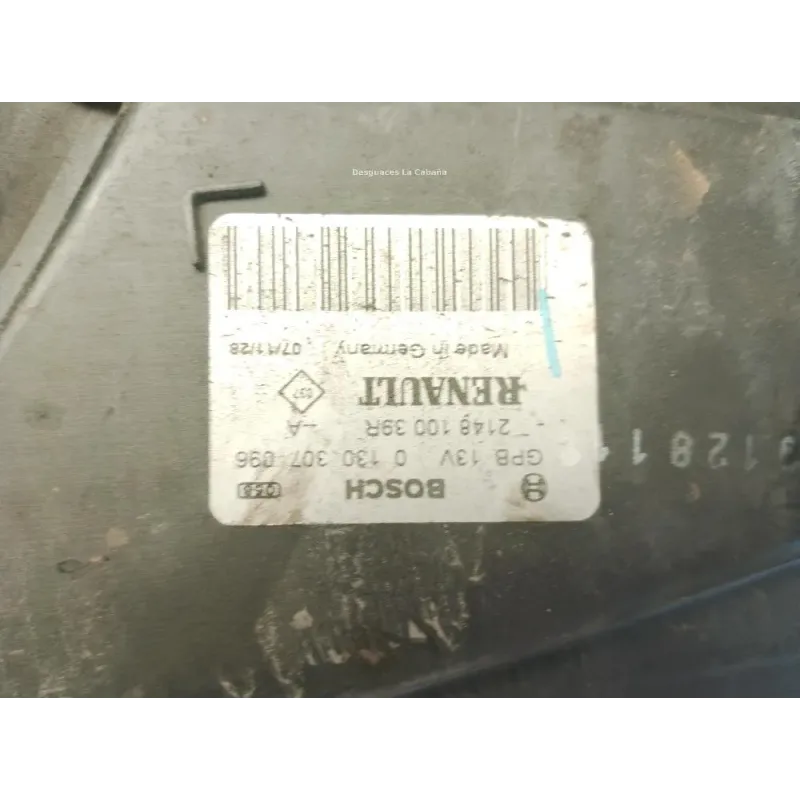 Desguaces La Cabaña
BOSCH
GPB 13V 0 130 307 096
2148 100 39R --A
RENAULT
Made in Germany 07/11/28